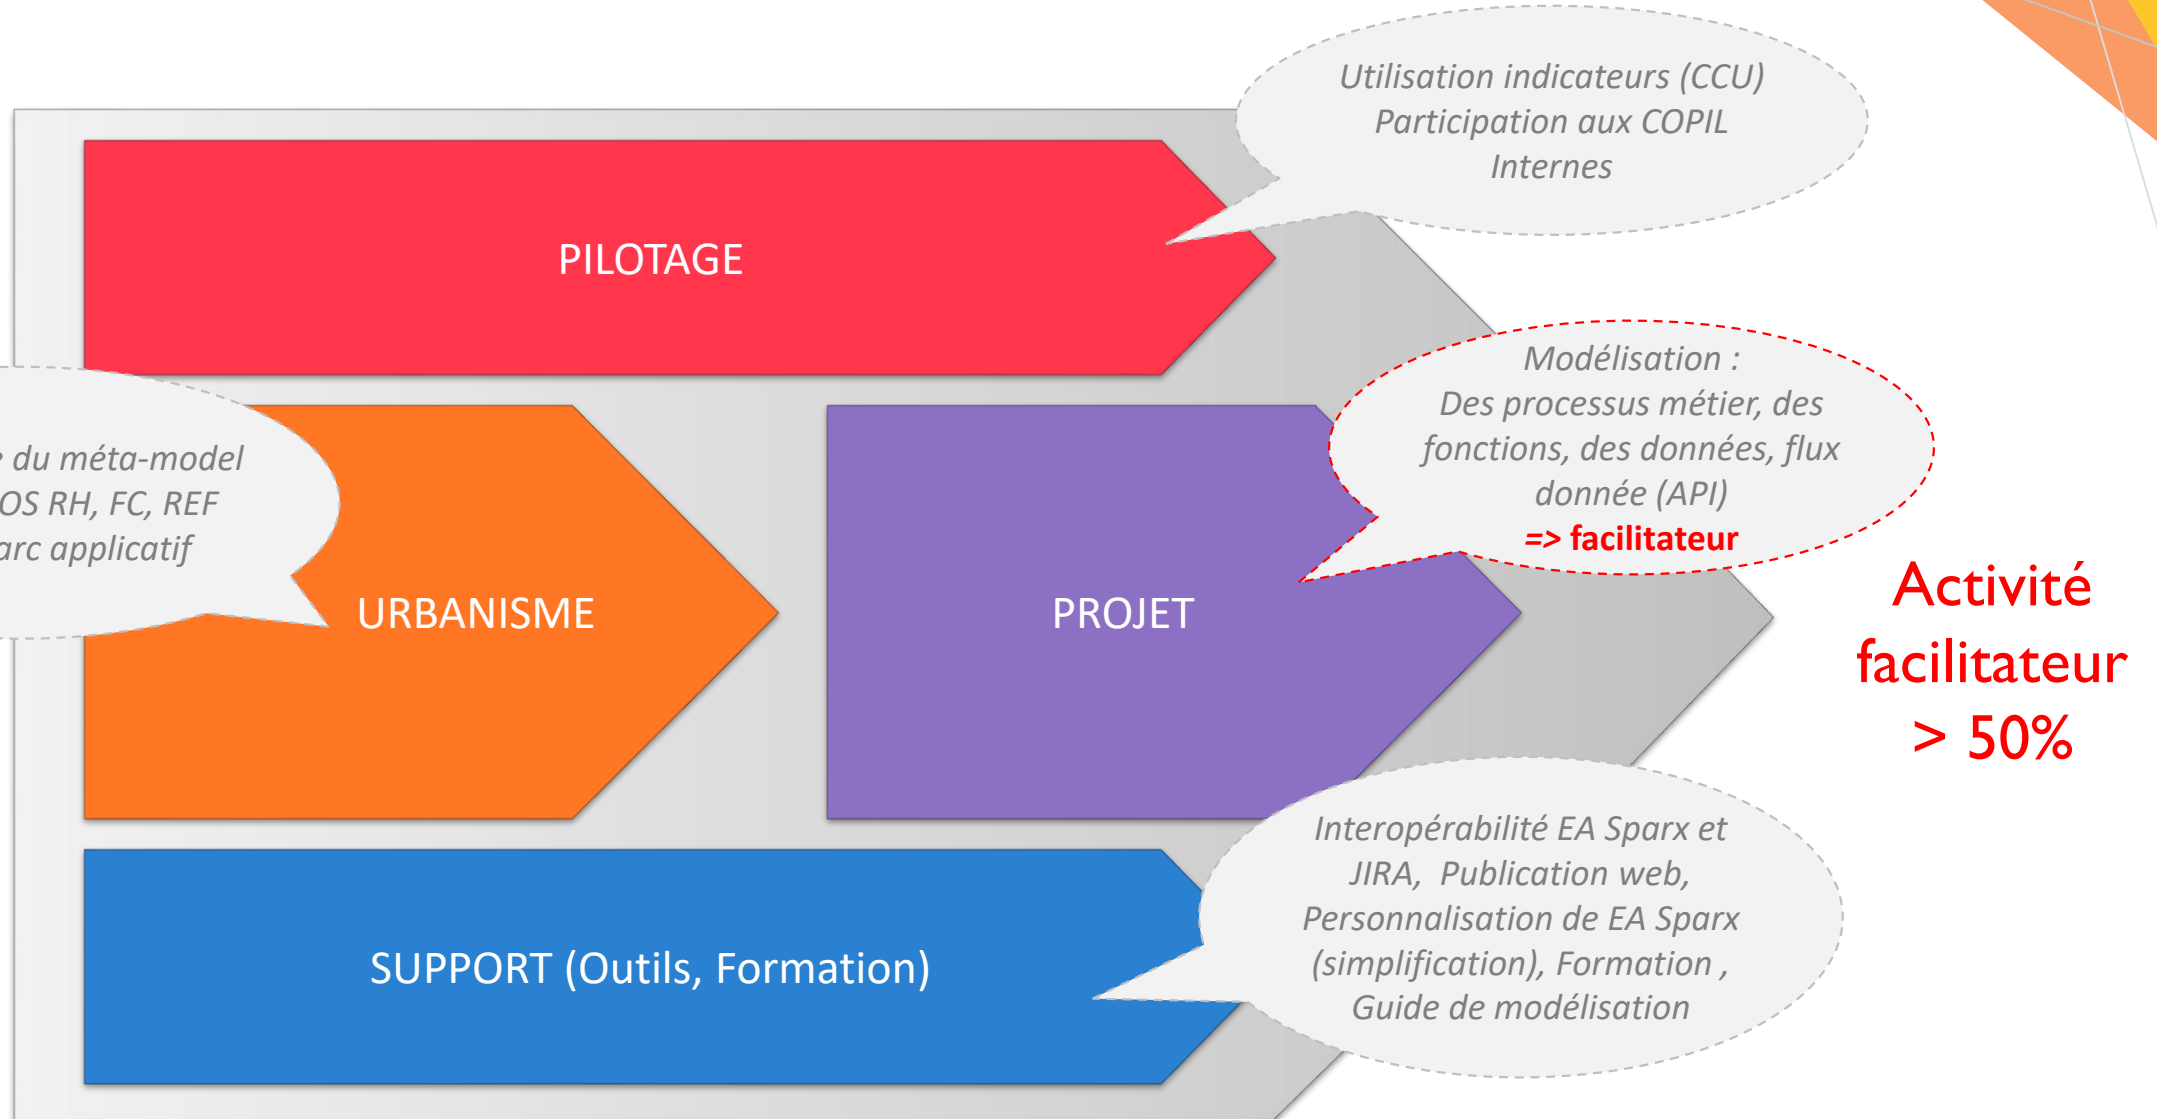 Utilisation indicateurs (CCU)
Participation aux COPIL
Internes
PILOTAGE
Modélisation :
Des processus métier, des
fonctions, des données, flux
donnée (API)
=> facilitateur
du méta-model
RH, FC, REF
applicatif
URBANISME
PROJET
Activité
facilitateur
> 50%
Interopérabilité EA Sparx et
JIRA, Publication web,
Personnalisation de EA Sparx
(simplification), Formation ,
Guide de modélisation
SUPPORT (Outils, Formation)